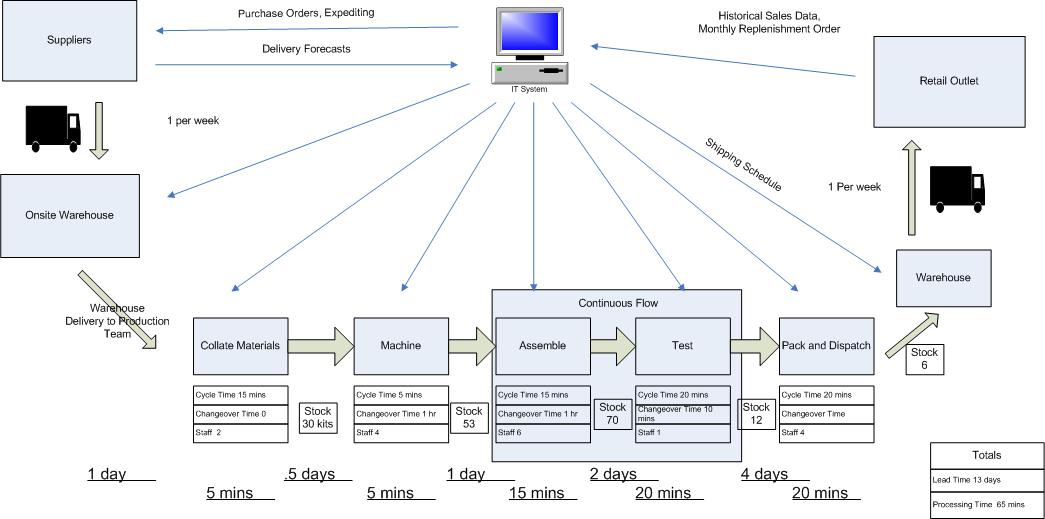 Suppliers
Purchase Orders, Expediting
Delivery Forecasts
IT System
Historical Sales Data,
Monthly Replenishment Order
Retail Outlet
1 per week
Shipping Schedule
1 Per week
Onsite Warehouse
Warehouse
Warehouse
Delivery to Production
Team
Continuous Flow
Collate Materials
Machine
Assemble
Test
Pack and Dispatch
Stock
6
Cycle Time 15 mins
Changeover Time 0
Staff 2
Stock
30 kits
Cycle Time 5 mins
Changeover Time 1 hr
Staff 4
Stock
53
Cycle Time 15 mins
Changeover Time 1 hr
Staff 6
Stock
70
Cycle Time 20 mins
Changeover Time 10
mins
Staff 1
Stock
12
Cycle Time 20 mins
Changeover Time
Staff 4
1 day
.5 days
1 day
2 days
4 days
5 mins
5 mins
15 mins
20 mins
20 mins
Totals
Lead Time 13 days
Processing Time 65 mins